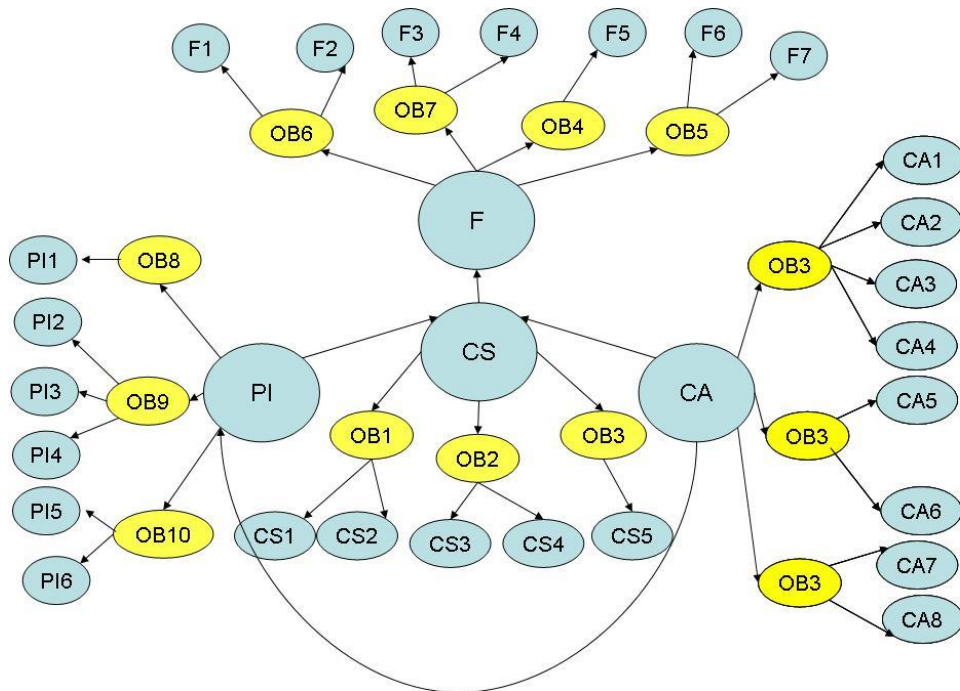 F1
F2
F3
F4
F5
F6
F7
OB6
OB7
OB4
OB5
F
CA1
CA2
CA3
CA4
OB3
PI1
OB8
PI2
PI3
OB9
PI4
PI
CS
CA
CA5
OB3
CA6
OB1
OB2
OB3
PI5
OB10
PI6
CS1
CS2
CS3
CS4
CS5
CA7
OB3
CA8